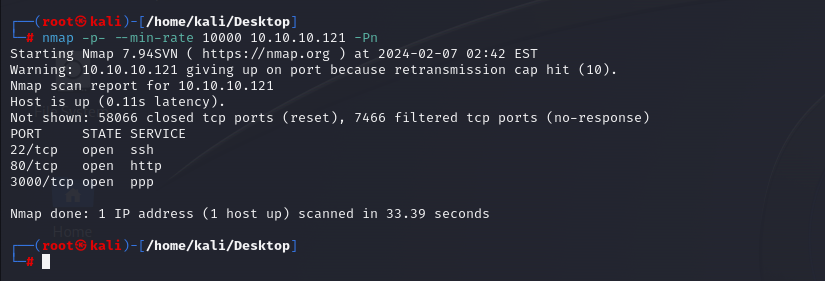 ┌──(root㉿kali)-[/home/kali/Desktop]
└─# nmap -p- --min-rate 10000 10.10.10.121 -Pn
Starting Nmap 7.94SVN ( https://nmap.org ) at 2024-02-07 02:42 EST
Warning: 10.10.10.121 giving up on port because retransmission cap hit (10).
Nmap scan report for 10.10.10.121
Host is up (0.11s latency).
Not shown: 58066 closed tcp ports (reset), 7466 filtered tcp ports (no-response)
PORT     STATE SERVICE
22/tcp   open  ssh
80/tcp   open  http
3000/tcp open  ppp
Nmap done: 1 IP address (1 host up) scanned in 33.39 seconds
Home
┌──(root㉿kali)-[/home/kali/Desktop]
└─#